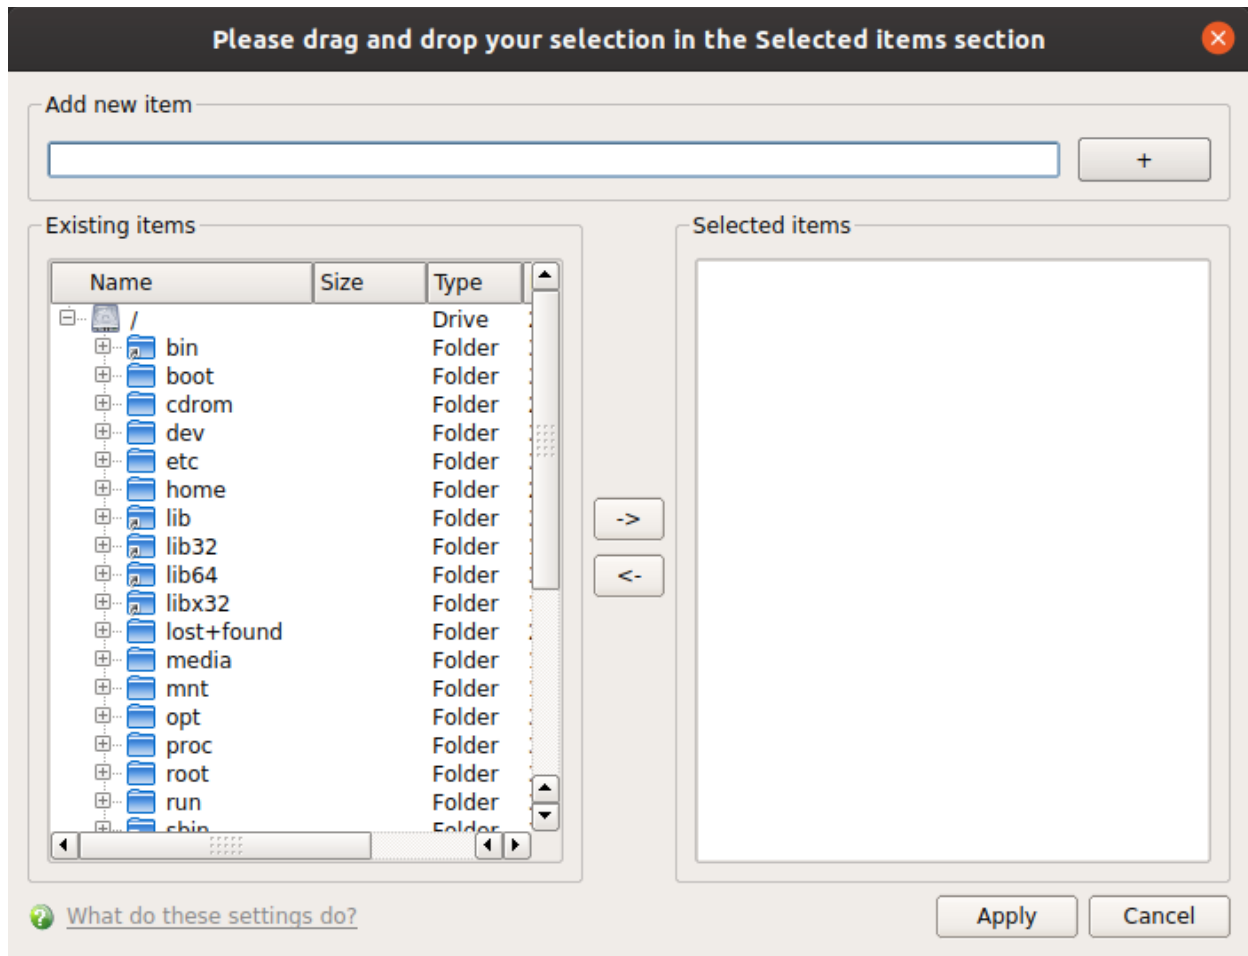 Please drag and drop your selection in the Selected items section
Add new item
+
Existing items
Name Size Type
/ Drive
bin Folder
boot Folder
cdrom Folder
dev Folder
etc Folder
home Folder
lib Folder
lib32 Folder
lib64 Folder
libx32 Folder
lost+found Folder
media Folder
mnt Folder
opt Folder
proc Folder
root Folder
run Folder
sbin Folder
->
<-
Selected items
What do these settings do?
Apply Cancel